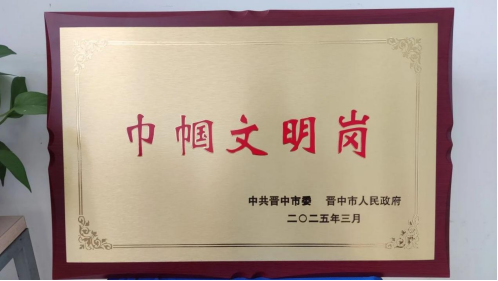 巾帼文明岗
中共晋中市委 晋中市人民政府
二〇二五年三月